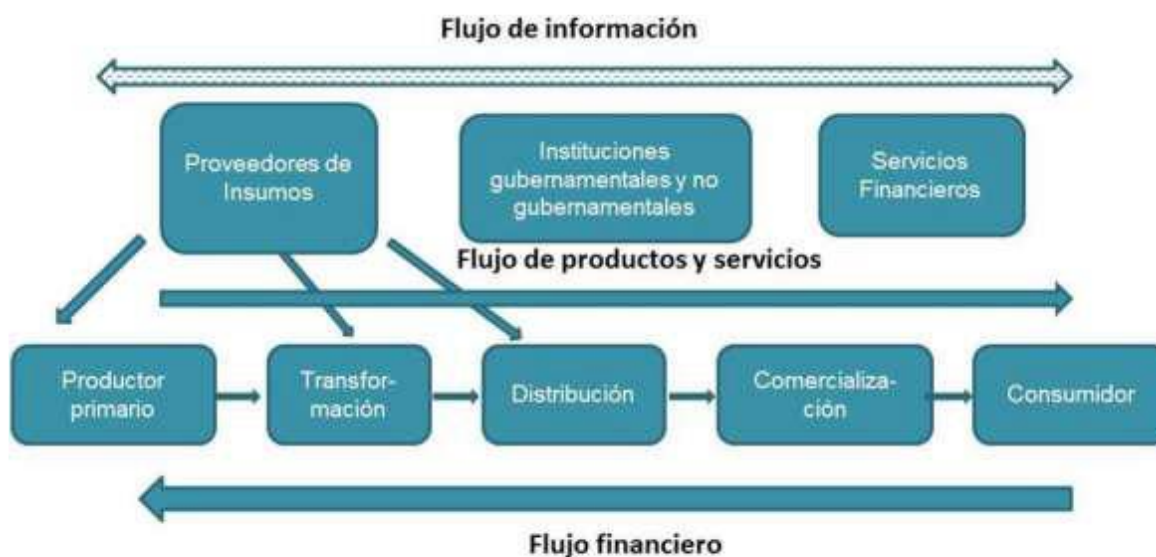 Flujo de información
Proveedores de
Insumos
Instituciones
gubernamentales y no
gubernamentales
Servicios
Financieros
Flujo de productos y servicios
Productor
primario
Transfor-
mación
Distribución
Comercializa-
ción
Consumidor
Flujo financiero